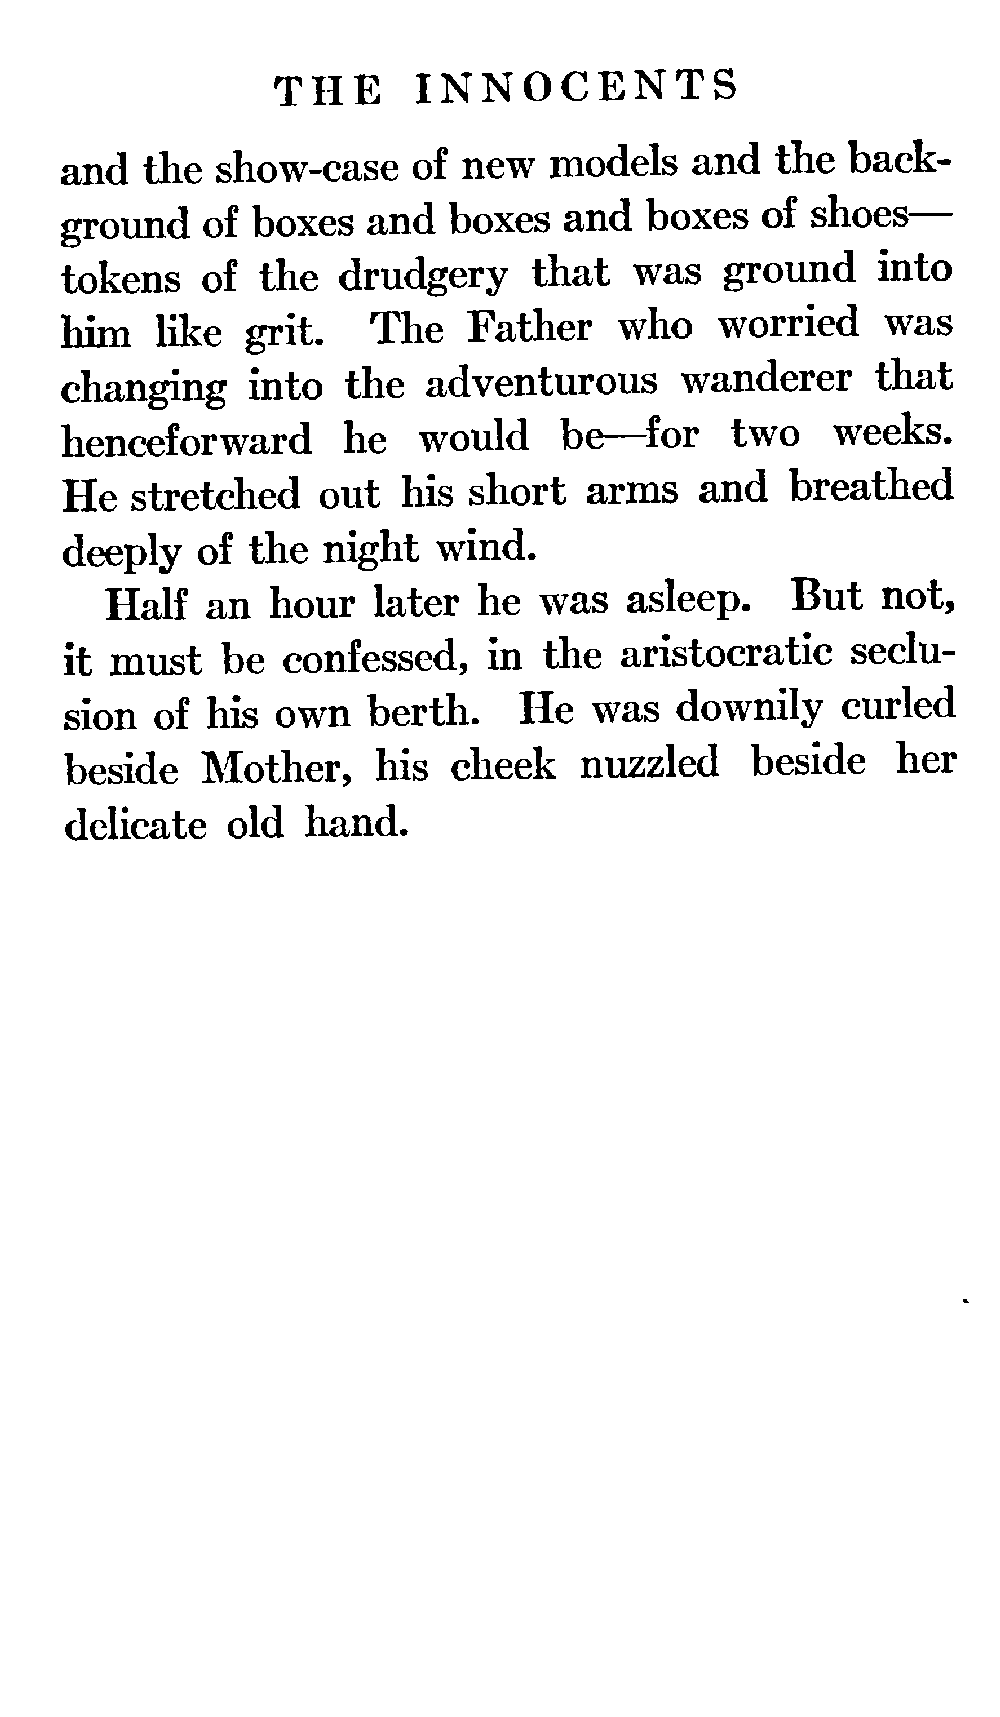 THE INNOCENTS
and the show-case of new models and the back-
ground of boxes and boxes and boxes of shoes—
tokens of the drudgery that was ground into
him like grit. The Father who worried was
changing into the adventurous wanderer that
henceforward he would be—for two weeks.
He stretched out his short arms and breathed
deeply of the night wind.
Half an hour later he was asleep. But not,
it must be confessed, in the aristocratic seclu-
sion of his own berth. He was downily curled
beside Mother, his cheek nuzzled beside her
delicate old hand.